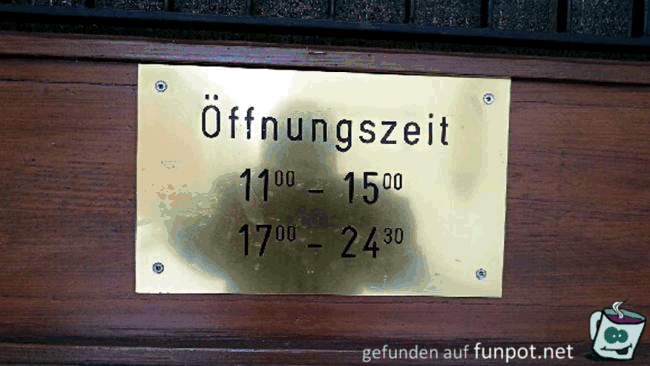 Öffnungszeit
11⁰⁰ – 15⁰⁰
17⁰⁰ – 24³⁰
gefunden auf funpot.net